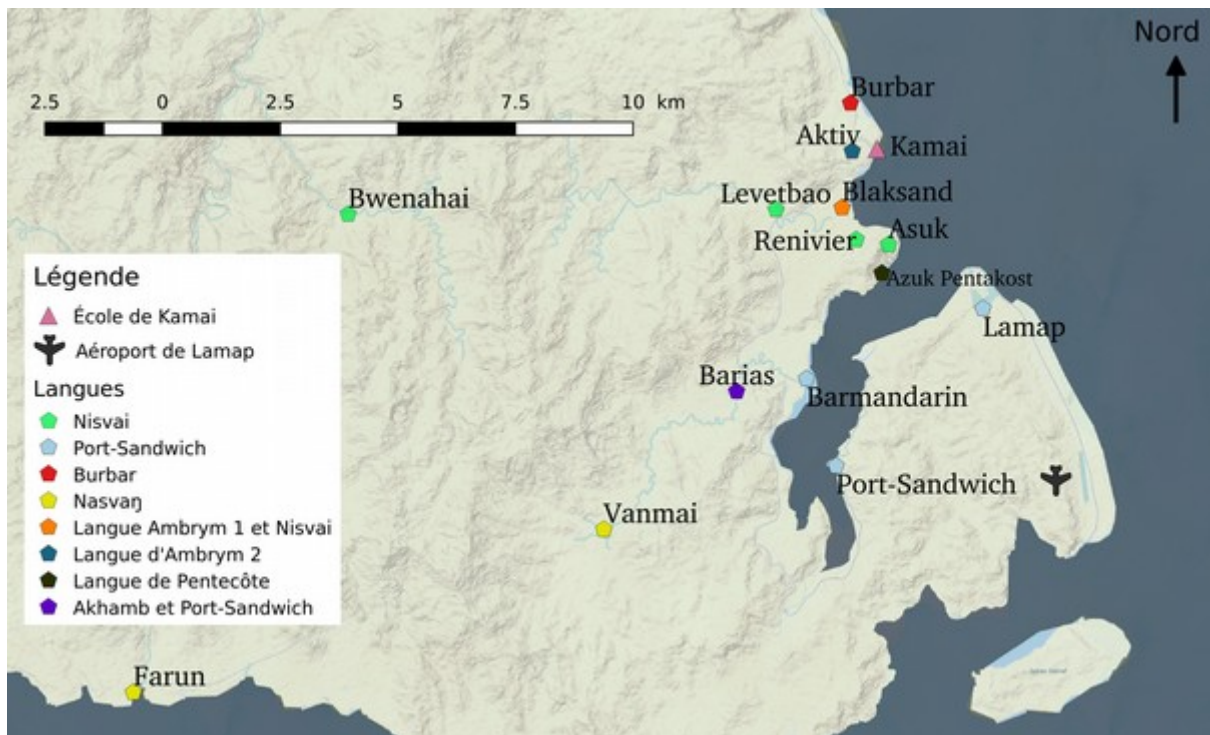 Nord
Burbar
2.5 0 2.5 5 7.5 10 km
Aktiv
Kamai
Bwenahai
Levetbao
Blaksand
Renivier
Asuk
Azuk Pentakost
Lamap
Barias
Barmandarin
Port-Sandwich
Vanmai
Farun
Légende
École de Kamai
Aéroport de Lamap
Langues
Nisvai
Port-Sandwich
Burbar
Nasvaŋ
Langue Ambrym 1 et Nisvai
Langue d'Ambrym 2
Langue de Pentecôte
Akhamb et Port-Sandwich